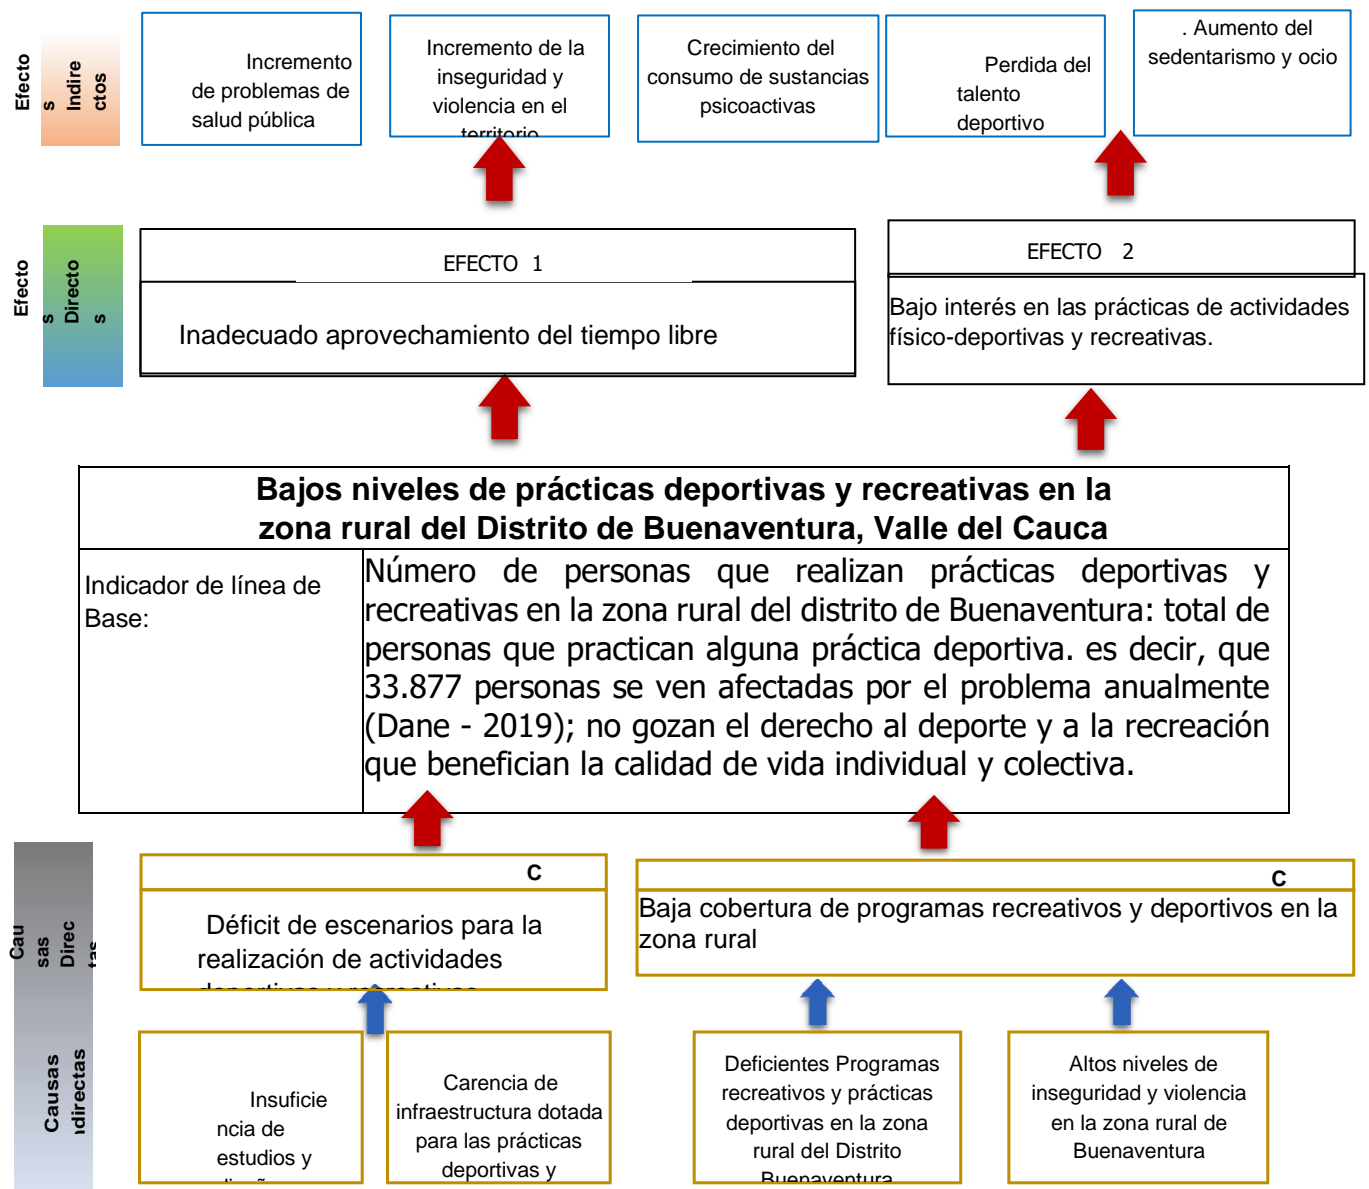 Efecto
s
Indire
ctos
Incremento
de problemas de
salud pública
Incremento de la
inseguridad y
violencia en el
territorio
Crecimiento del
consumo de sustancias
psicoactivas
Perdida del
talento
deportivo
. Aumento del
sedentarismo y ocio
Efecto
s
Directo
s
EFECTO 1
Inadecuado aprovechamiento del tiempo libre
EFECTO 2
Bajo interés en las prácticas de actividades
físico-deportivas y recreativas.
Bajos niveles de prácticas deportivas y recreativas en la
zona rural del Distrito de Buenaventura, Valle del Cauca
Indicador de línea de
Base:
Número de personas que realizan prácticas deportivas y
recreativas en la zona rural del distrito de Buenaventura: total de
personas que practican alguna práctica deportiva. es decir, que
33.877 personas se ven afectadas por el problema anualmente
(Dane - 2019); no gozan el derecho al deporte y a la recreación
que benefician la calidad de vida individual y colectiva.
Cau
sas
Direc
tas
C
Déficit de escenarios para la
realización de actividades
deportivas y recreativas
C
Baja cobertura de programas recreativos y deportivos en la
zona rural
Causas
directas
Insuficie
ncia de
estudios y
Carencia de
infraestructura dotada
para las prácticas
deportivas y
Deficientes Programas
recreativos y prácticas
deportivas en la zona
rural del Distrito
Buenaventura
Altos niveles de
inseguridad y violencia
en la zona rural de
Buenaventura